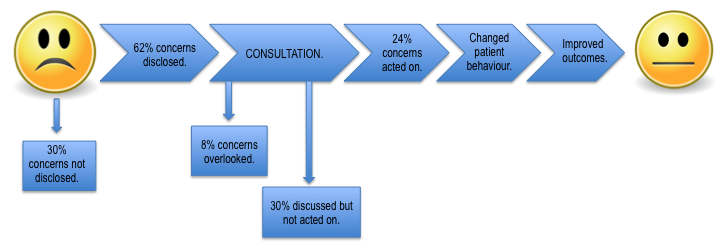 62% concerns
disclosed.
CONSULTATION.
24%
concerns
acted on.
Changed
patient
behaviour.
Improved
outcomes.
30%
concerns not
disclosed.
8% concerns
overlooked.
30% discussed but
not acted on.